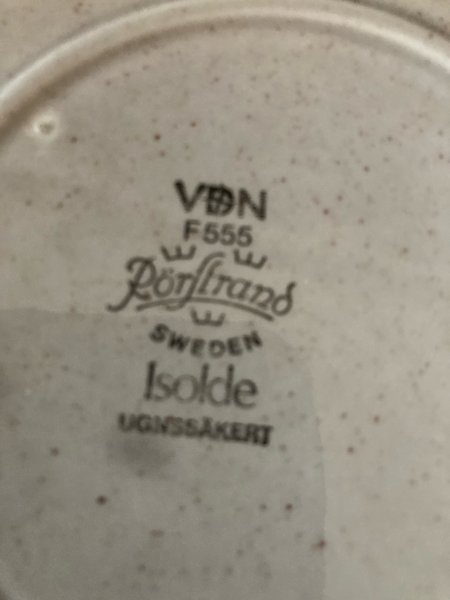 VDN
F555
Rörstrand
SWEDEN
Isolde
UGNSSÄKERT